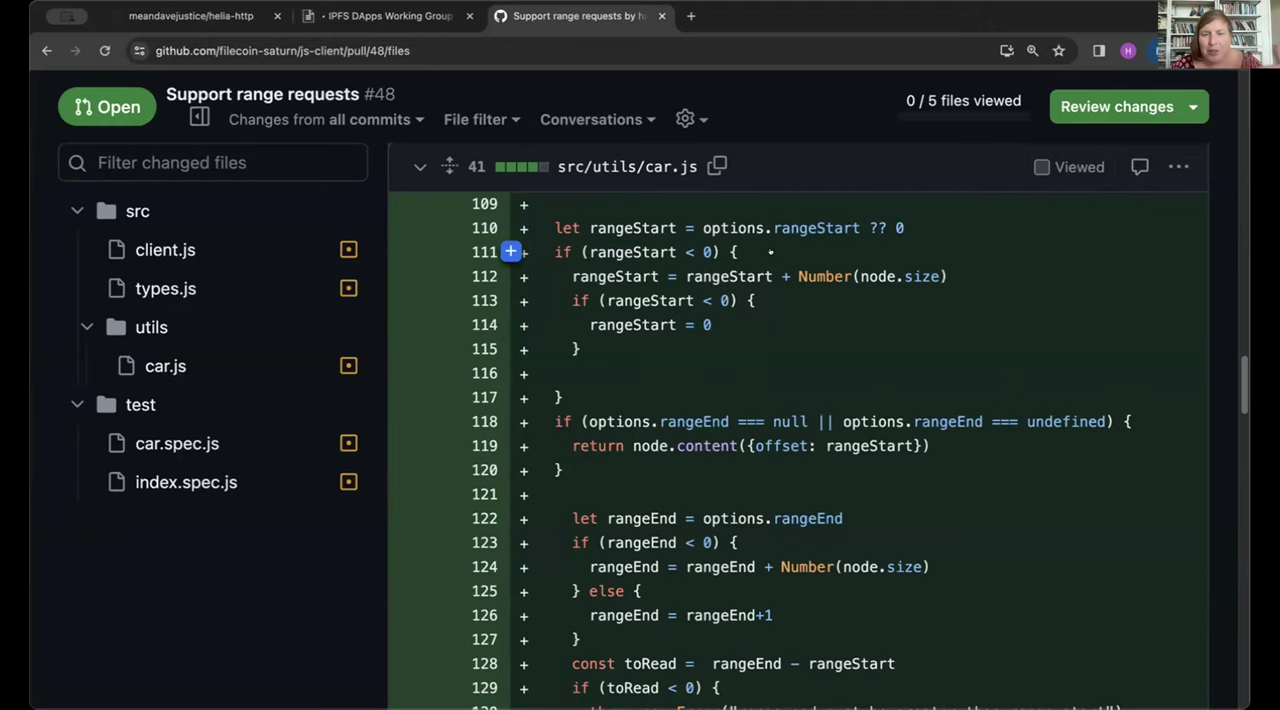 meandavejustice/helia-http
· IPFS DApps Working Group
Support range requests by ha
github.com/filecoin-saturn/js-client/pull/48/files
H
Open
Support range requests #48
Changes from all commits
File filter
Conversations
0 / 5 files viewed
Review changes
Filter changed files
src
client.js
types.js
utils
car.js
test
car.spec.js
index.spec.js
41
src/utils/car.js
Viewed
109 +
110 + let rangeStart = options.rangeStart ?? 0
111 + if (rangeStart < 0) {
112 + rangeStart = rangeStart + Number(node.size)
113 + if (rangeStart < 0) {
114 + rangeStart = 0
115 + }
116 +
117 + }
118 + if (options.rangeEnd === null || options.rangeEnd === undefined) {
119 + return node.content({offset: rangeStart})
120 + }
121 +
122 + let rangeEnd = options.rangeEnd
123 + if (rangeEnd < 0) {
124 + rangeEnd = rangeEnd + Number(node.size)
125 + } else {
126 + rangeEnd = rangeEnd+1
127 + }
128 + const toRead = rangeEnd - rangeStart
129 + if (toRead < 0) {